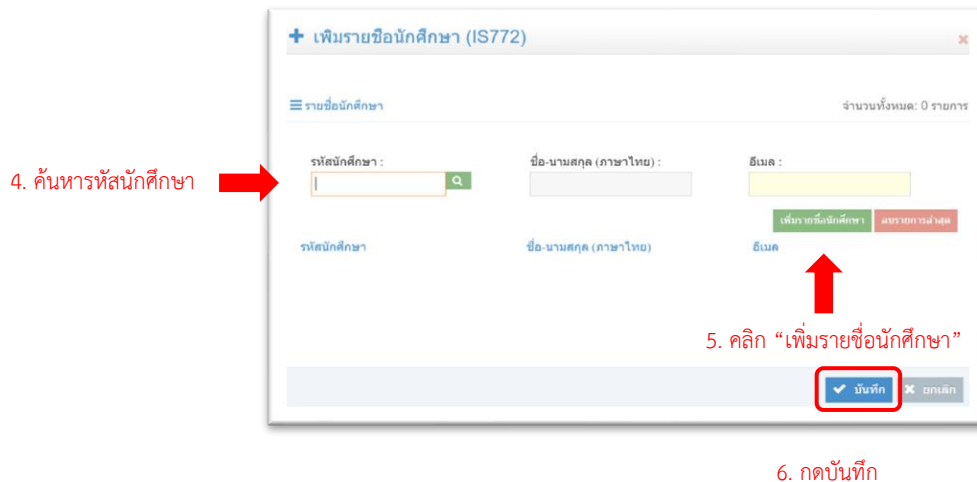 เพิ่มรายชื่อนักศึกษา (IS772)
รายชื่อนักศึกษา
จำนวนทั้งหมด: 0 รายการ
รหัสนักศึกษา :
ชื่อ-นามสกุล (ภาษาไทย) :
อีเมล :
4. ค้นหารหัสนักศึกษา
เพิ่มรายชื่อนักศึกษา
ลบรายการล่าสุด
รหัสนักศึกษา
ชื่อ-นามสกุล (ภาษาไทย)
อีเมล
5. คลิก “เพิ่มรายชื่อนักศึกษา”
บันทึก
ยกเลิก
6. กดบันทึก